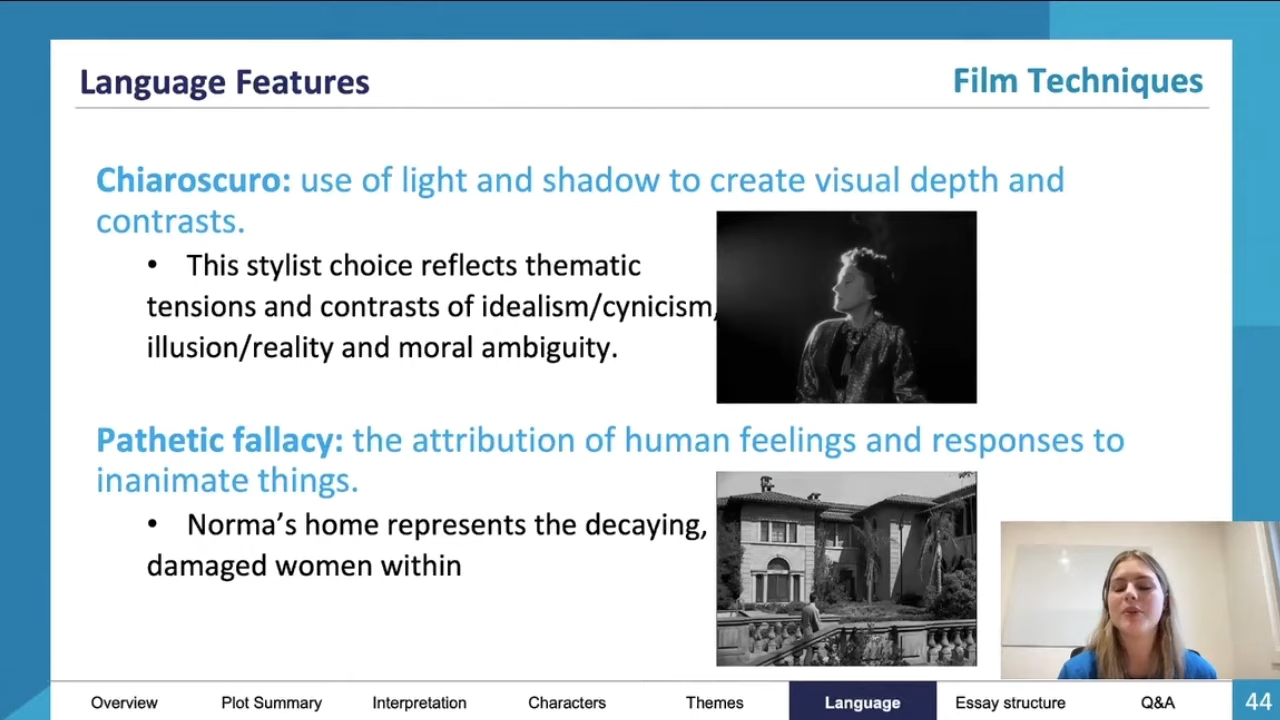 Language Features
Film Techniques
Chiaroscuro: use of light and shadow to create visual depth and
contrasts.
• This stylist choice reflects thematic
tensions and contrasts of idealism/cynicism,
illusion/reality and moral ambiguity.
Pathetic fallacy: the attribution of human feelings and responses to
inanimate things.
• Norma's home represents the decaying,
damaged women within
Overview Plot Summary Interpretation Characters Themes Language Essay structure Q&A 44